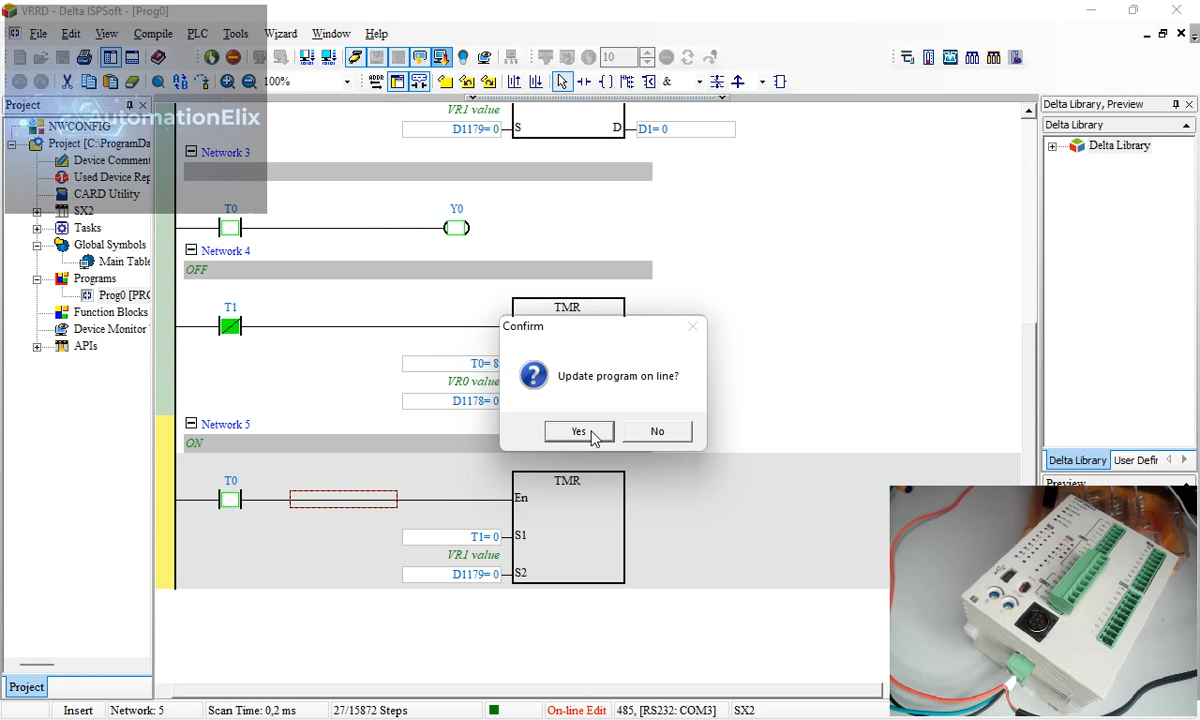 VRRD - Delta ISPSoft - [Prog0]
File Edit View Compile PLC Tools Wizard Window Help
10
100%
ADDR
&
Project
AutomationElix
NWCONFIG
Project [C:\ProgramDa
Device Comment
Used Device Rep
CARD Utility
SX2
Tasks
Global Symbols
Main Table
Programs
Prog0 [PRG
Function Blocks
Device Monitor
APIs
Project
VR1 value
D1179= 0
S
D
D1= 0
Network 3
T0
Y0
Network 4
OFF
T1
TMR
T0= 8
VR0 value
D1178= 0
Confirm
Update program on line?
Yes
No
Network 5
ON
T0
TMR
En
T1= 0
S1
VR1 value
D1179= 0
S2
Delta Library, Preview
Delta Library
Delta Library
Delta Library
User Defir
Preview
Insert
Network: 5
Scan Time: 0,2 ms
27/15872 Steps
On-line Edit
485, [RS232: COM3]
SX2